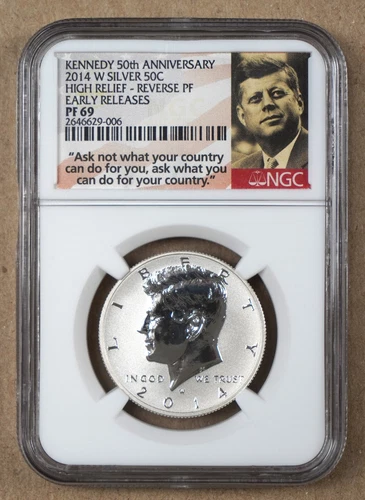 KENNEDY 50th ANNIVERSARY
2014 W SILVER 50C
HIGH RELIEF - REVERSE PF
EARLY RELEASES
PF 69
2646629-006
"Ask not what your country
can do for you, ask what you
can do for your country."
NGC
LIBERTY
IN GOD WE TRUST
W
2014